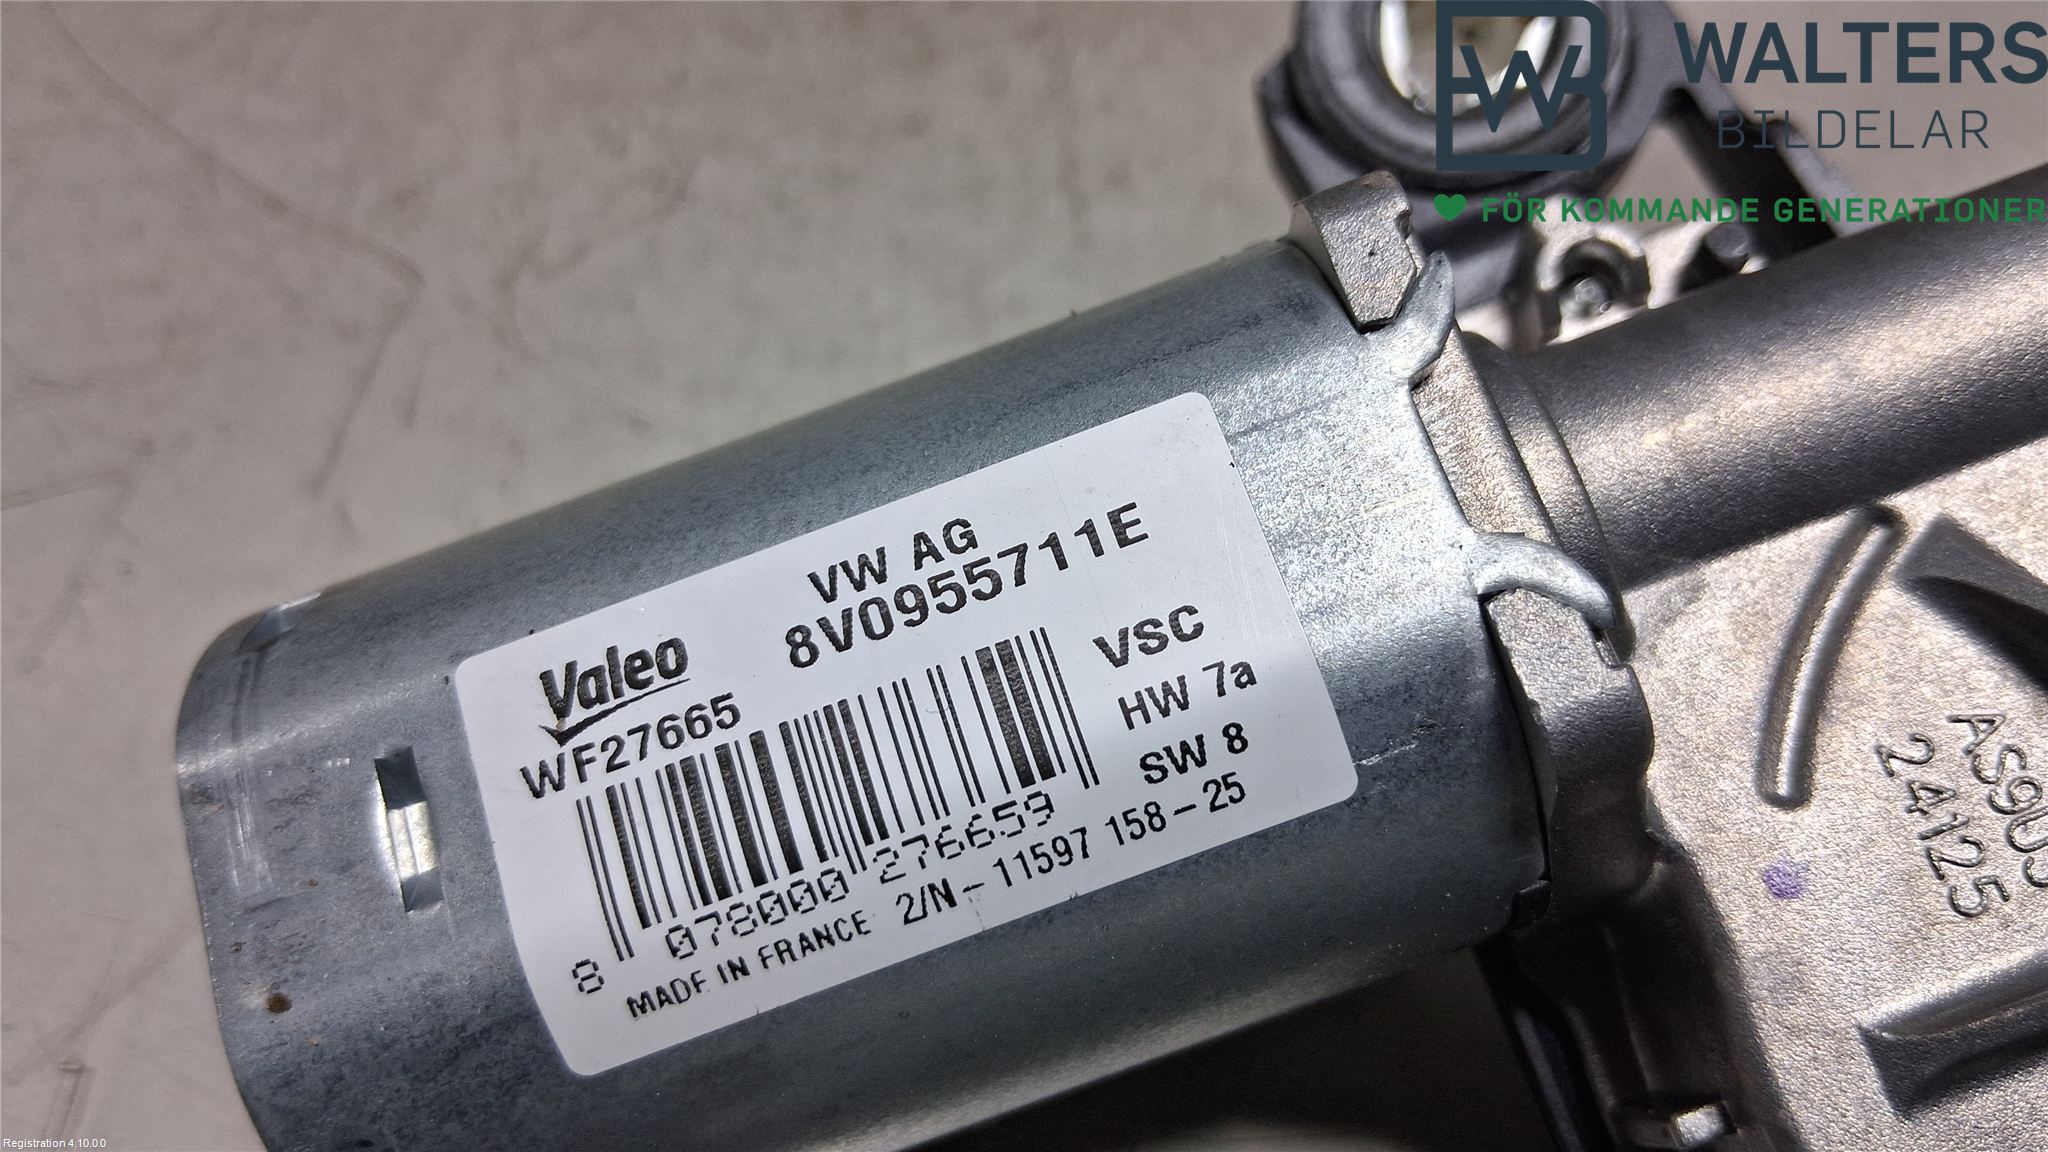 WALTERS
BILDELAR
FÖR KOMMANDE GENERATIONER
VW AG
8V0955711E
Valeo
WF27665
VSC
HW 7a
SW 8
8 078000 276659
MADE IN FRANCE 2/N - 11597 158-25
24125
Registration 4.10.0.0